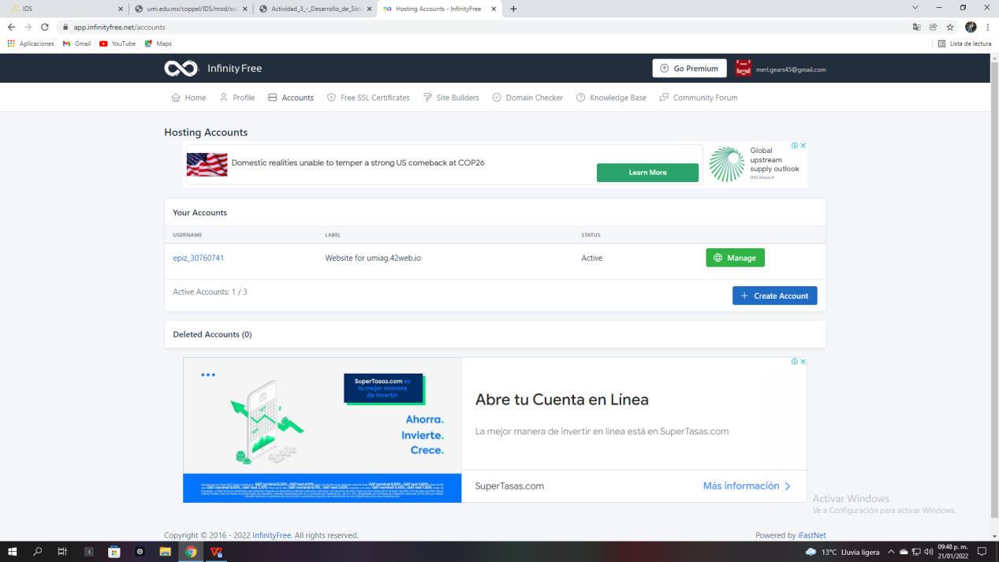 IDS
umi.edu.mx/coppel/IDS/mod/sco
Actividad_3_-_Desarrollo_de_Sist
Hosting Accounts - InfinityFree
app.infinityfree.net/accounts
Aplicaciones
Gmail
YouTube
Maps
Lista de lectura
Infinity Free
Go Premium
merl.gears45@gmail.com
Home
Profile
Accounts
Free SSL Certificates
Site Builders
Domain Checker
Knowledge Base
Community Forum
Hosting Accounts
Domestic realities unable to temper a strong US comeback at COP26
Learn More
Global
upstream
supply outlook
IHS Markit
Your Accounts
USERNAME
LABEL
STATUS
epiz_30760741
Website for umiag.42web.io
Active
Manage
Active Accounts: 1 / 3
Create Account
Deleted Accounts (0)
SuperTasas.com es
la mejor manera
de invertir.
Ahorra.
Invierte.
Crece.
Abre tu Cuenta en Línea
La mejor manera de invertir en línea está en SuperTasas.com
SuperTasas.com
Más información
Activar Windows
Ve a Configuración para activar Windows.
Copyright © 2016 - 2022 InfinityFree. All rights reserved.
Powered by iFastNet
13°C Lluvia ligera
09:48 p. m.
21/01/2022